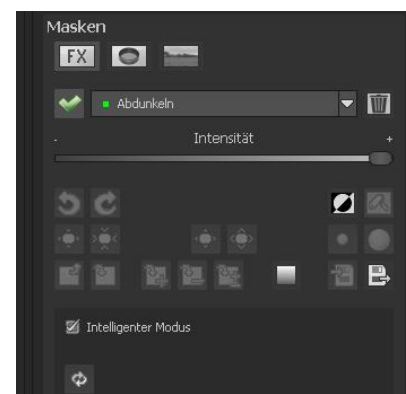 Masken
FX
Abdunkeln
- Intensität +
Intelligenter Modus